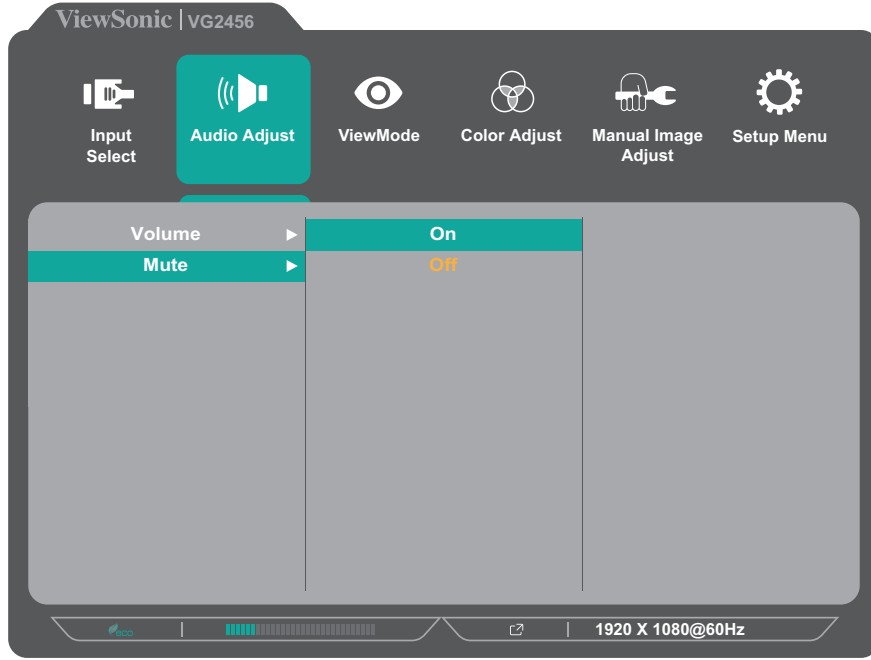 ViewSonic | VG2456
Input
Select
Audio Adjust
ViewMode
Color Adjust
Manual Image
Adjust
Setup Menu
Volume
On
Mute
Off
eco
1920 X 1080@60Hz